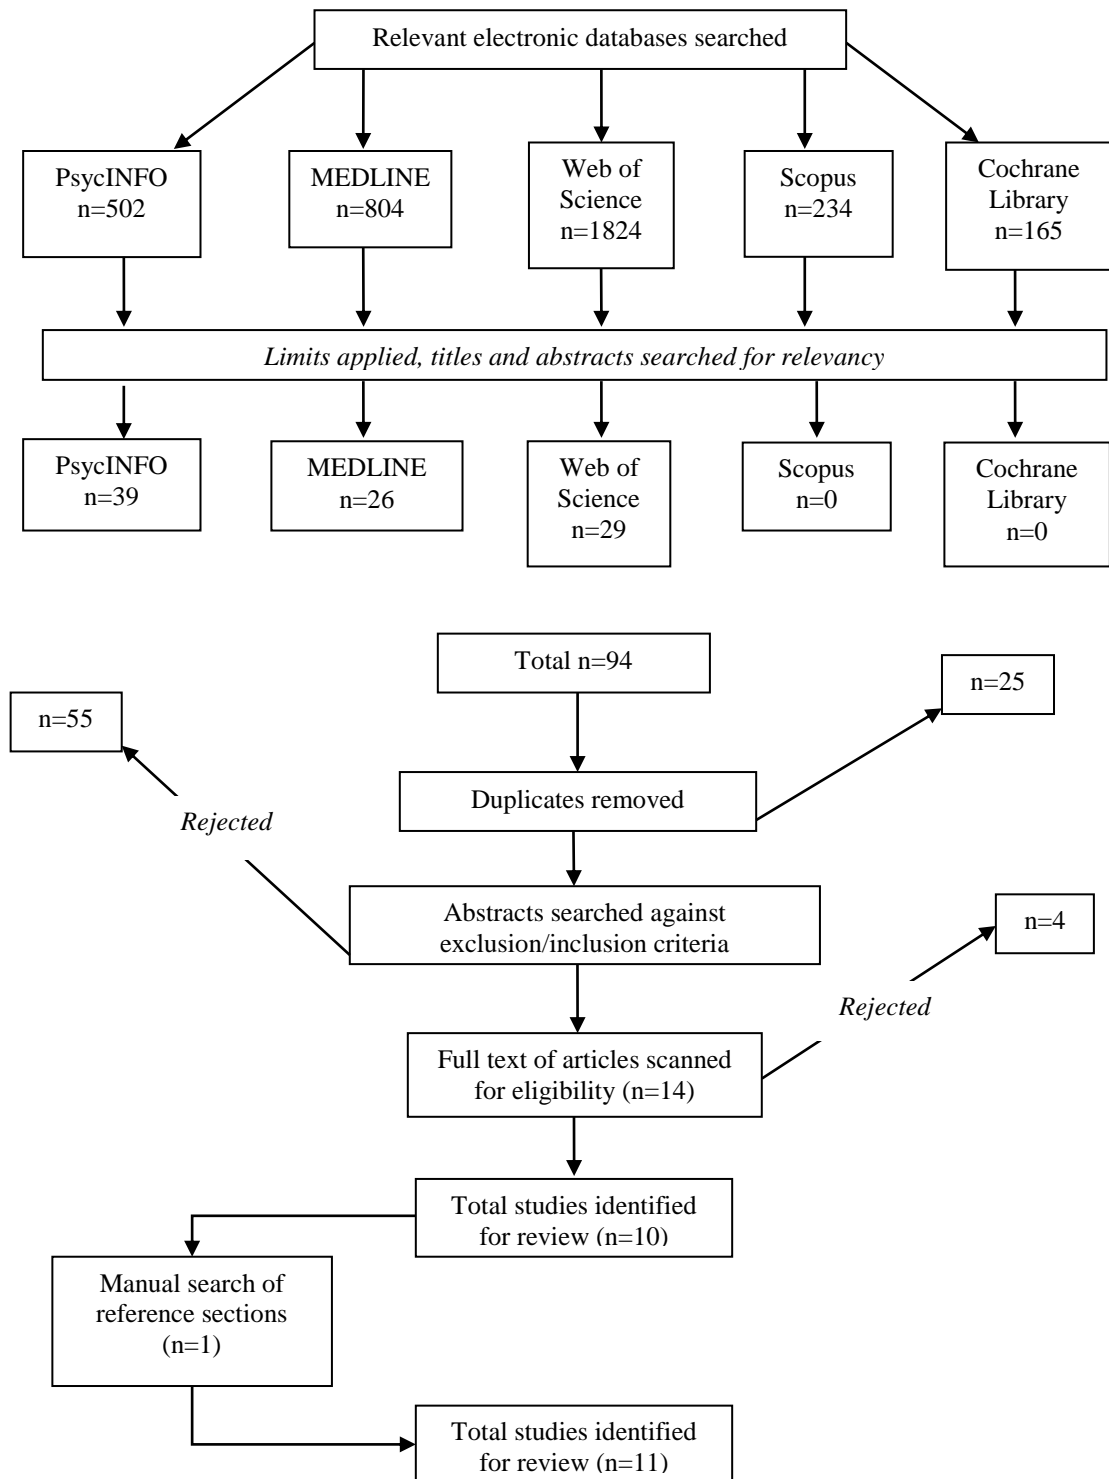 Relevant electronic databases searched
PsycINFO
n=502
MEDLINE
n=804
Web of
Science
n=1824
Scopus
n=234
Cochrane
Library
n=165
Limits applied, titles and abstracts searched for relevancy
PsycINFO
n=39
MEDLINE
n=26
Web of
Science
n=29
Scopus
n=0
Cochrane
Library
n=0
Total n=94
n=25
n=55
Duplicates removed
Rejected
Abstracts searched against
exclusion/inclusion criteria
n=4
Rejected
Full text of articles scanned
for eligibility (n=14)
Total studies identified
for review (n=10)
Manual search of
reference sections
(n=1)
Total studies identified
for review (n=11)